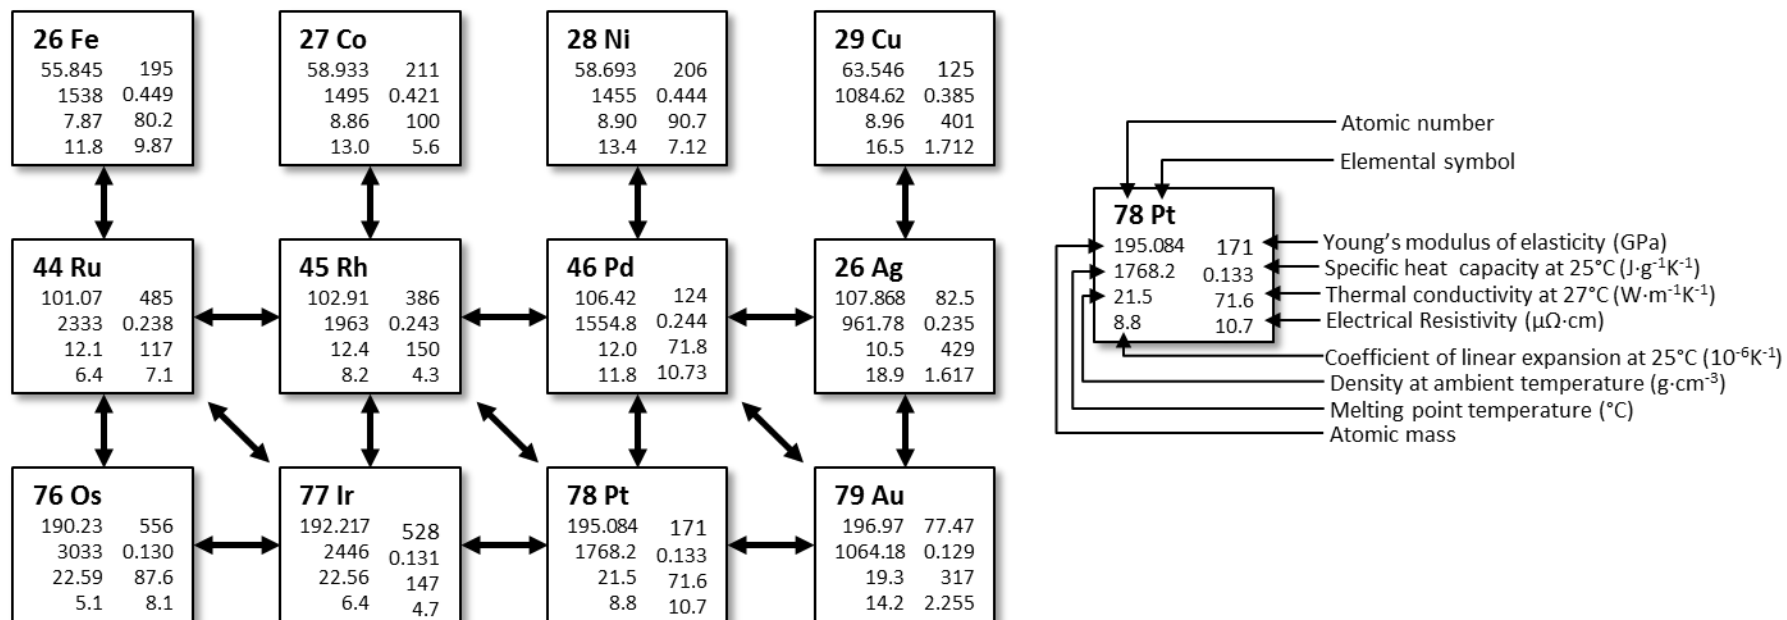 26 Fe
55.845 195
1538 0.449
7.87 80.2
11.8 9.87
27 Co
58.933 211
1495 0.421
8.86 100
13.0 5.6
28 Ni
58.693 206
1455 0.444
8.90 90.7
13.4 7.12
29 Cu
63.546 125
1084.62 0.385
8.96 401
16.5 1.712
44 Ru
101.07 485
2333 0.238
12.1 117
6.4 7.1
45 Rh
102.91 386
1963 0.243
12.4 150
8.2 4.3
46 Pd
106.42 124
1554.8 0.244
12.0 71.8
11.8 10.73
26 Ag
107.868 82.5
961.78 0.235
10.5 429
18.9 1.617
76 Os
190.23 556
3033 0.130
22.59 87.6
5.1 8.1
77 Ir
192.217 528
2446 0.131
22.56 147
6.4 4.7
78 Pt
195.084 171
1768.2 0.133
21.5 71.6
8.8 10.7
79 Au
196.97 77.47
1064.18 0.129
19.3 317
14.2 2.255
Atomic number
Elemental symbol
78 Pt
195.084 171
1768.2 0.133
21.5 71.6
8.8 10.7
Young's modulus of elasticity (GPa)
Specific heat capacity at 25°C (J·g⁻¹K⁻¹)
Thermal conductivity at 27°C (W·m⁻¹K⁻¹)
Electrical Resistivity (μΩ·cm)
Coefficient of linear expansion at 25°C (10⁻⁶K⁻¹)
Density at ambient temperature (g·cm⁻³)
Melting point temperature (°C)
Atomic mass